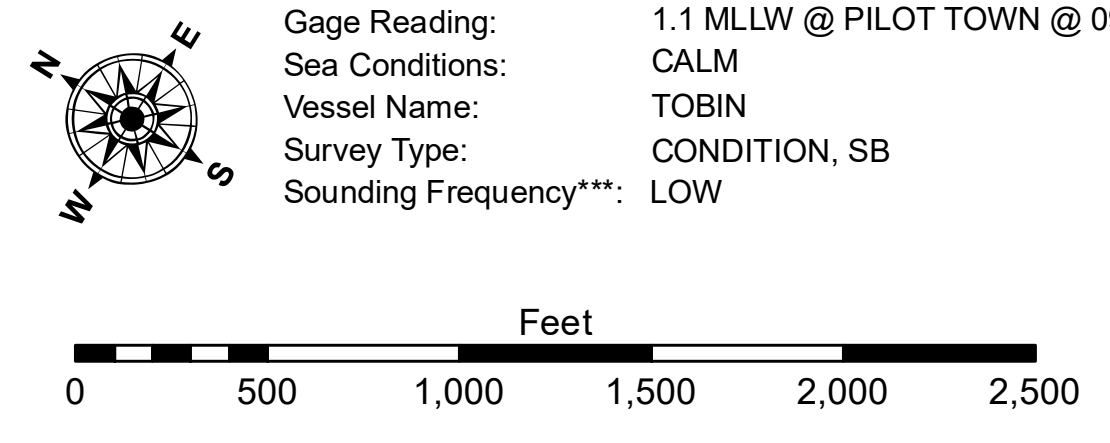 N
E
S
W
Gage Reading: 1.1 MLLW @ PILOT TOWN @ 09
Sea Conditions: CALM
Vessel Name: TOBIN
Survey Type: CONDITION, SB
Sounding Frequency***: LOW
Feet
0 500 1,000 1,500 2,000 2,500